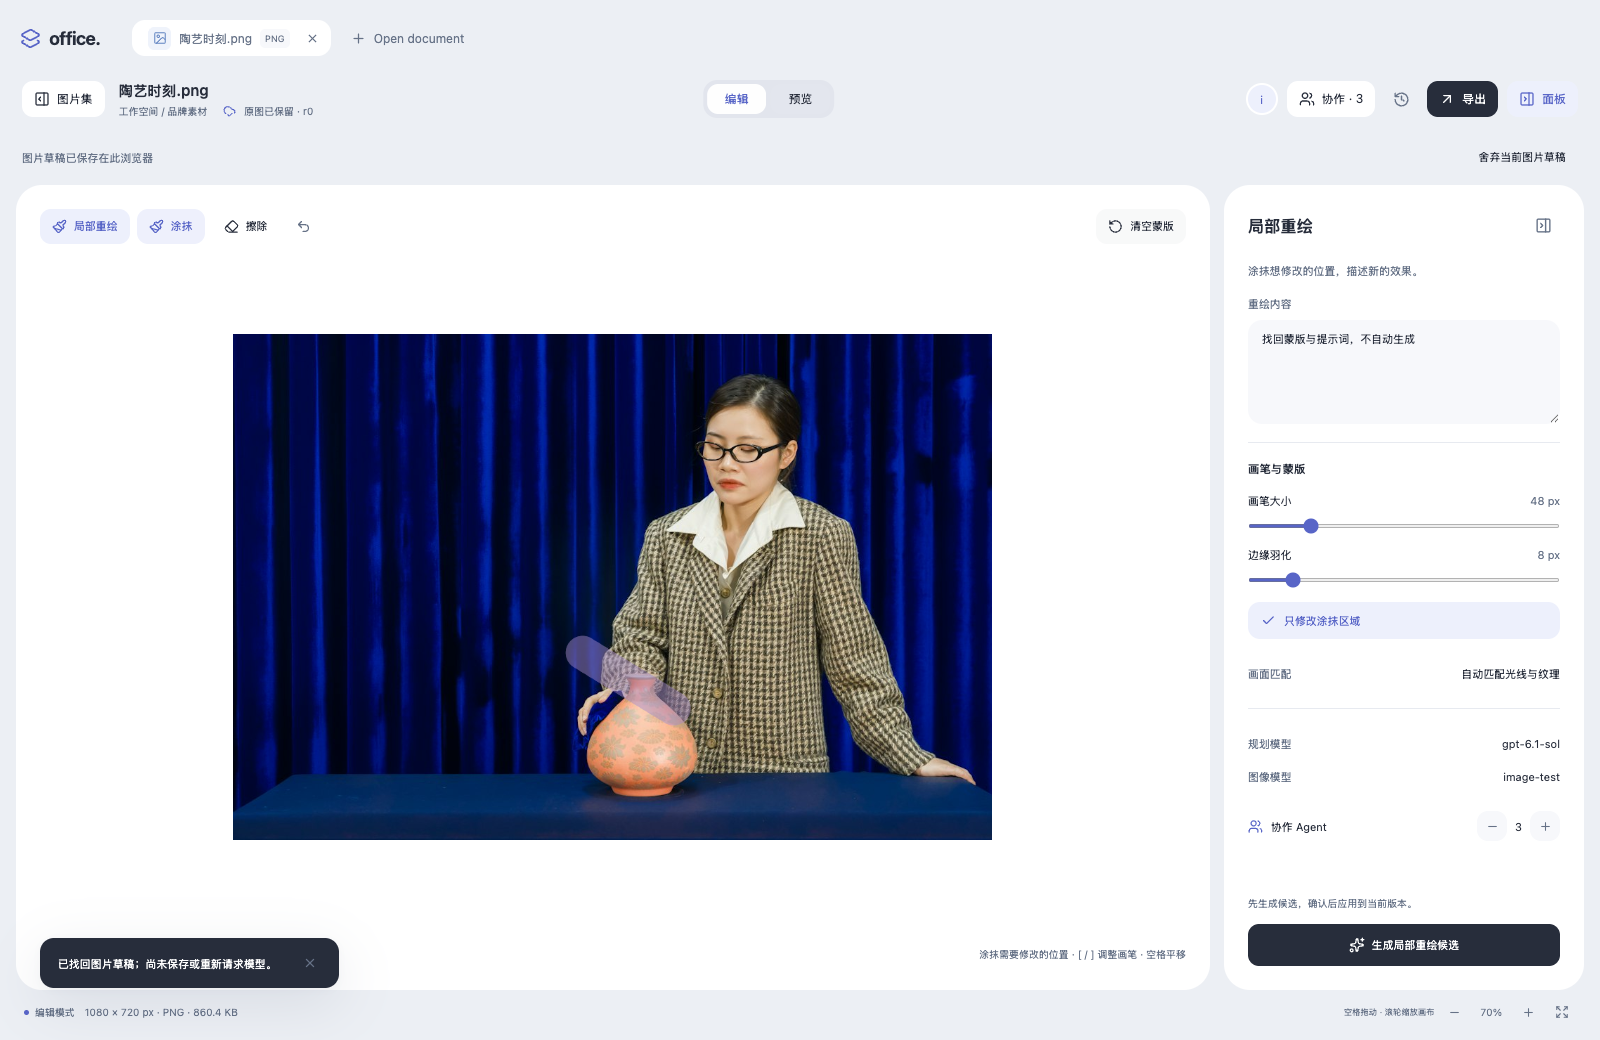 office.
陶艺时刻.png PNG
Open document
图片集
陶艺时刻.png
工作空间 / 品牌素材 原图已保留 · r0
编辑 预览
i
协作 · 3
导出
面板
图片草稿已保存在此浏览器
舍弃当前图片草稿
局部重绘 涂抹 擦除
清空蒙版
涂抹需要修改的位置 · [ / ] 调整画笔 · 空格平移
已找回图片草稿；尚未保存或重新请求模型。
局部重绘
涂抹想修改的位置，描述新的效果。
重绘内容
找回蒙版与提示词，不自动生成
画笔与蒙版
画笔大小 48 px
边缘羽化 8 px
只修改涂抹区域
画面匹配 自动匹配光线与纹理
规划模型 gpt-6.1-sol
图像模型 image-test
协作 Agent 3
先生成候选，确认后应用到当前版本。
生成局部重绘候选
编辑模式 1080 × 720 px · PNG · 860.4 KB
空格拖动 · 滚轮缩放画布 70%